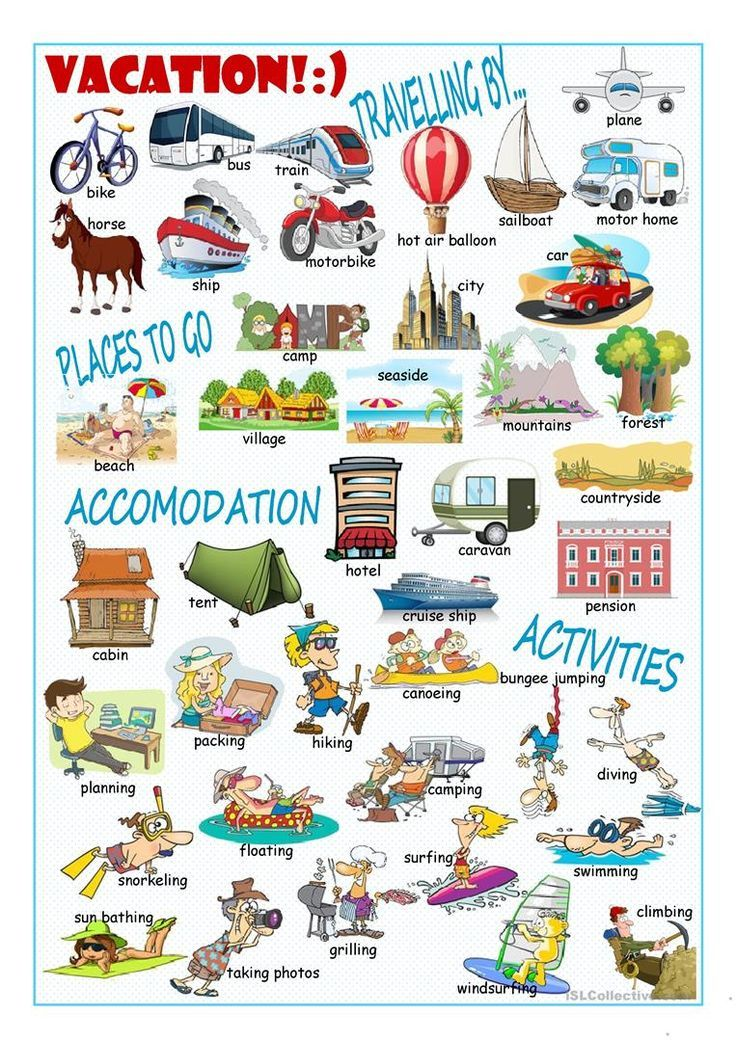 VACATION!:)
TRAVELLING BY...
plane
bike
bus
train
horse
ship
motorbike
hot air balloon
sailboat
motor home
car
city
PLACES TO GO
camp
seaside
beach
village
mountains
forest
countryside
ACCOMODATION
hotel
caravan
pension
cabin
tent
cruise ship
ACTIVITIES
planning
packing
hiking
canoeing
bungee jumping
diving
camping
floating
snorkeling
surfing
swimming
sun bathing
taking photos
grilling
windsurfing
climbing